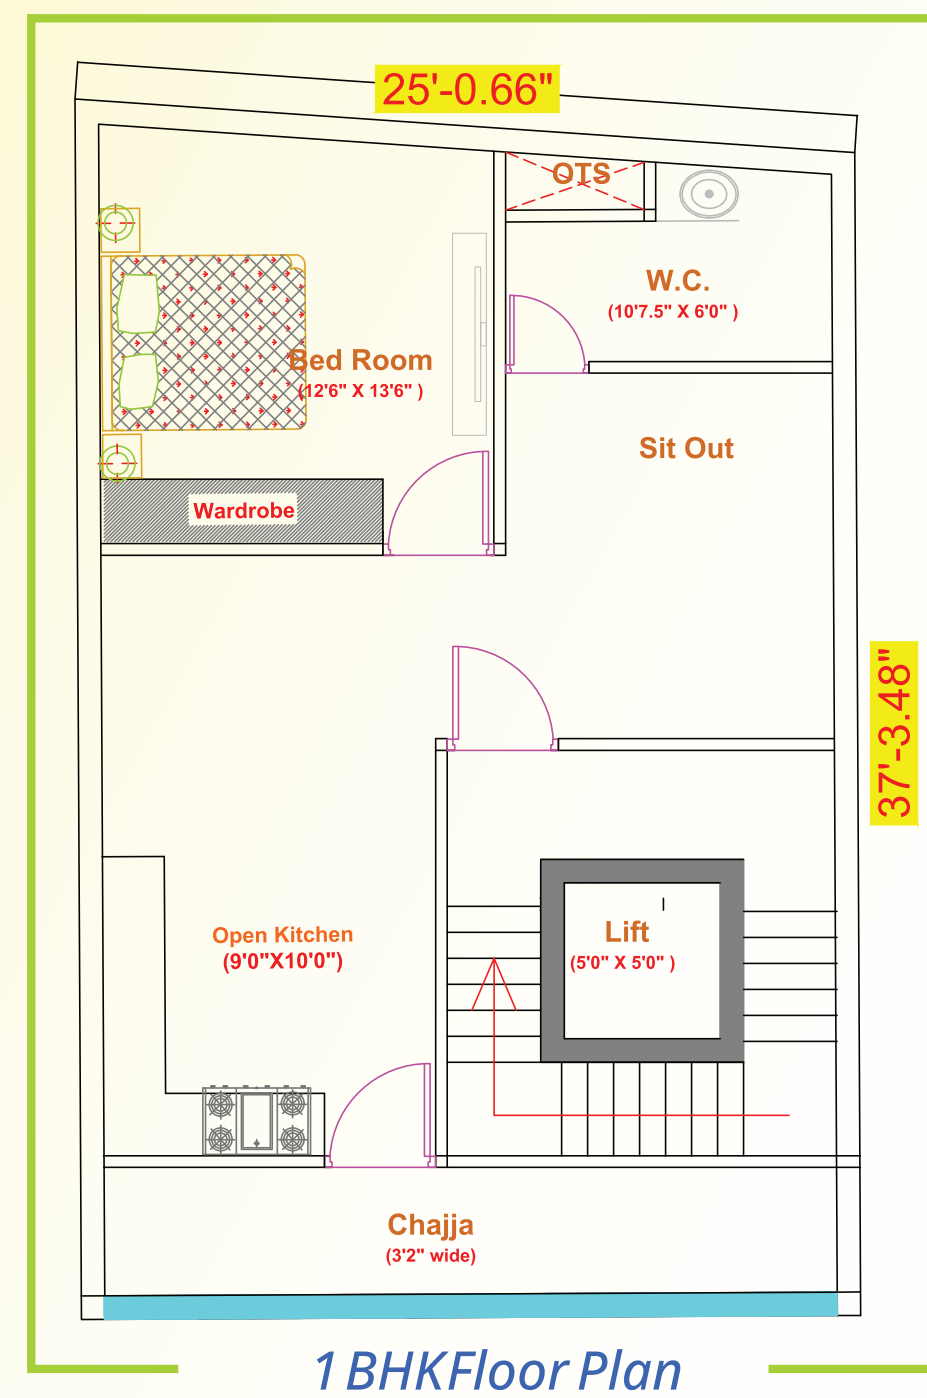 25'-0.66"
OTS
W.C.
(10'7.5" X 6'0" )
Bed Room
(12'6" X 13'6" )
Sit Out
Wardrobe
37'-3.48"
Open Kitchen
(9'0"X10'0")
Lift
(5'0" X 5'0" )
Chajja
(3'2" wide)
1 BHK Floor Plan